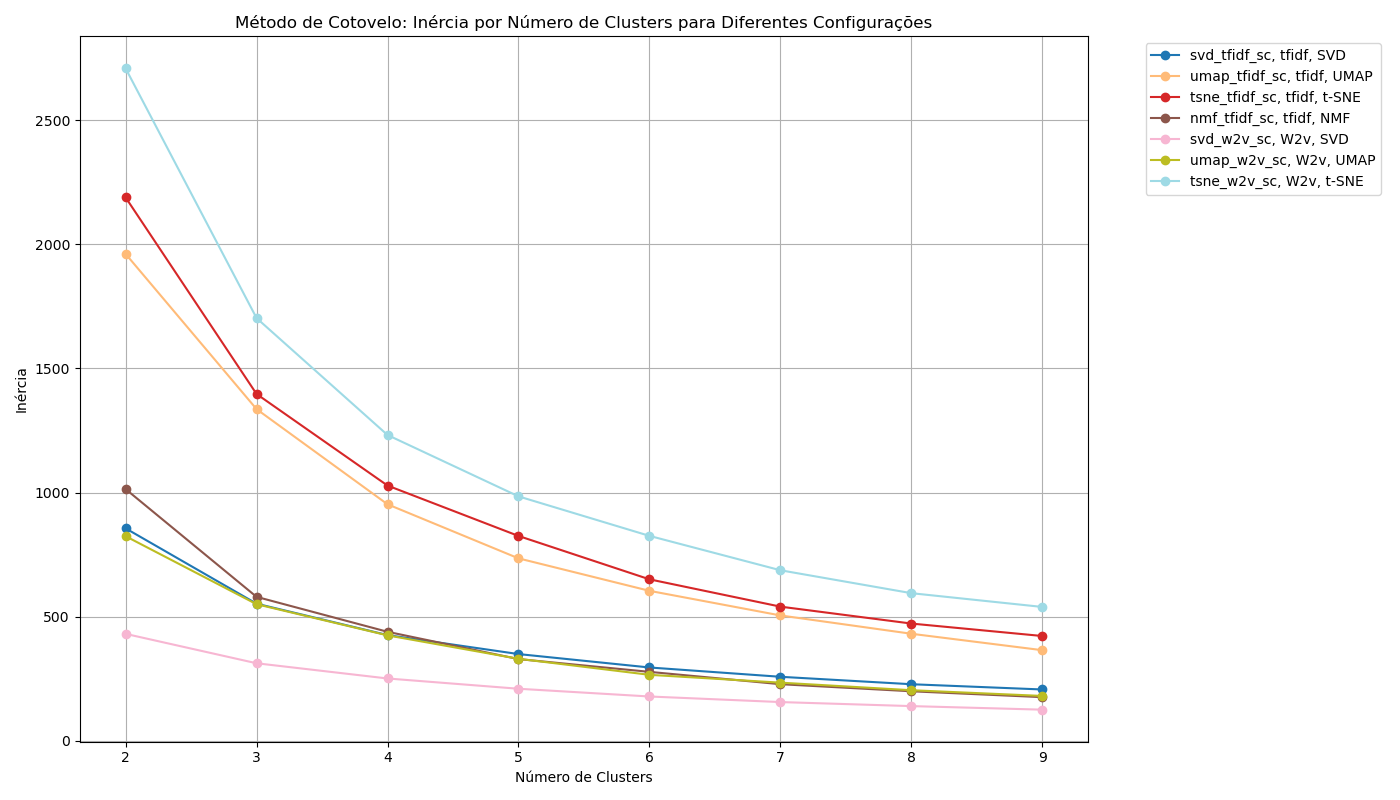 Método de Cotovelo: Inércia por Número de Clusters para Diferentes Configurações
svd_tfidf_sc, tfidf, SVD
umap_tfidf_sc, tfidf, UMAP
tsne_tfidf_sc, tfidf, t-SNE
nmf_tfidf_sc, tfidf, NMF
svd_w2v_sc, W2v, SVD
umap_w2v_sc, W2v, UMAP
tsne_w2v_sc, W2v, t-SNE
Inércia
2500
2000
1500
1000
500
0
2 3 4 5 6 7 8 9
Número de Clusters